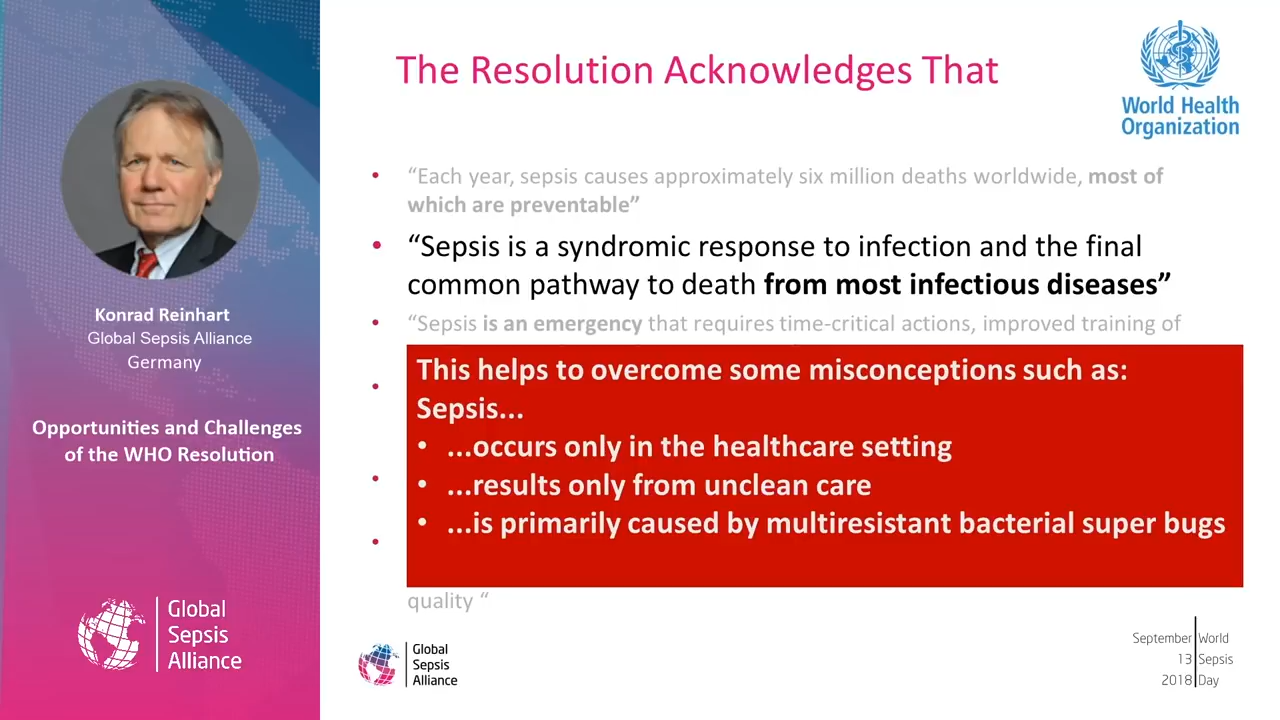 Konrad Reinhart
Global Sepsis Alliance
Germany
Opportunities and Challenges
of the WHO Resolution
Global
Sepsis
Alliance
The Resolution Acknowledges That
World Health
Organization
• “Each year, sepsis causes approximately six million deaths worldwide, most of
which are preventable”
• “Sepsis is a syndromic response to infection and the final
common pathway to death from most infectious diseases”
• “Sepsis is an emergency that requires time-critical actions, improved training of
This helps to overcome some misconceptions such as:
Sepsis...
• ...occurs only in the healthcare setting
• ...results only from unclean care
• ...is primarily caused by multiresistant bacterial super bugs
quality “
Global
Sepsis
Alliance
September World
13 Sepsis
2018 Day